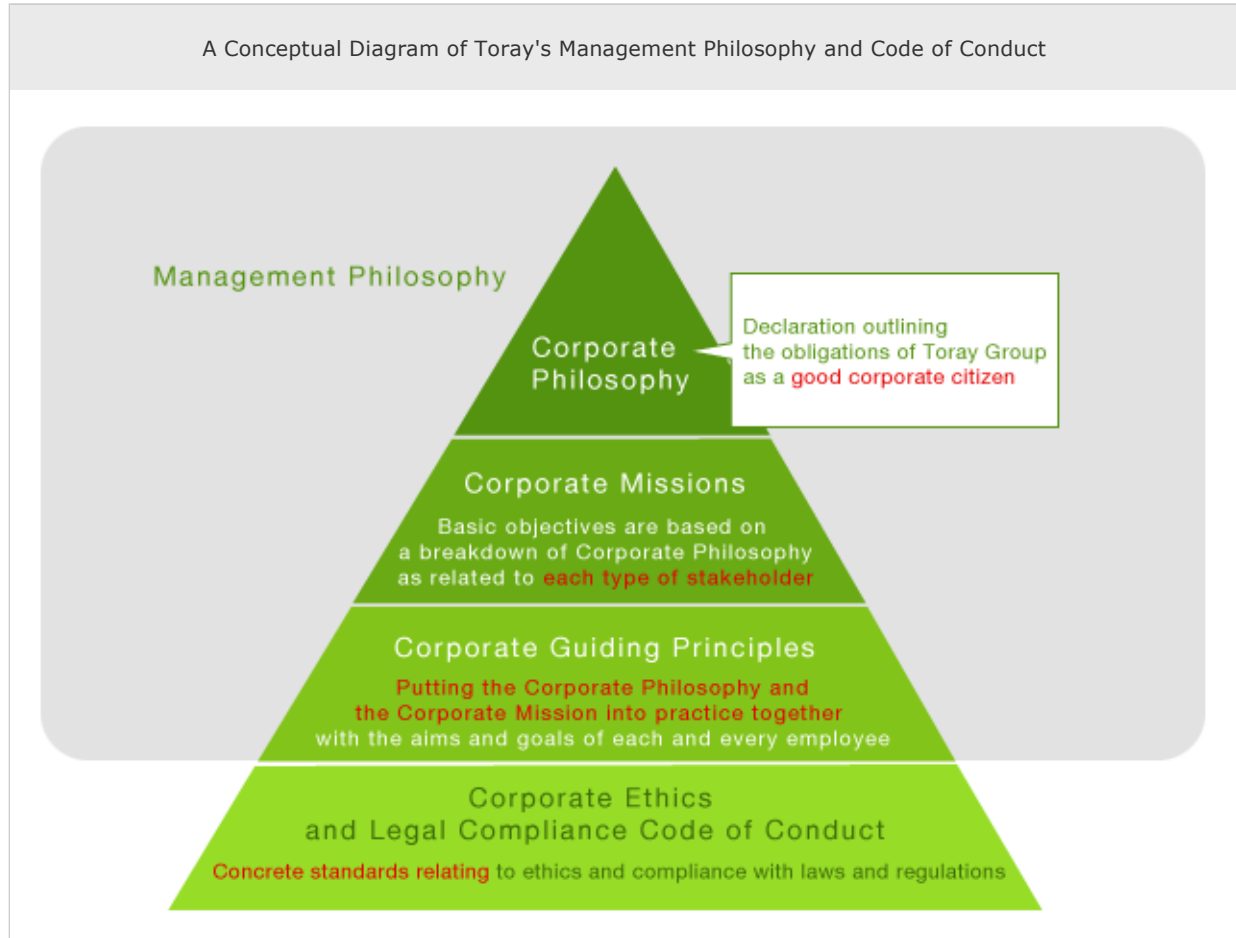 A Conceptual Diagram of Toray's Management Philosophy and Code of Conduct
Management Philosophy
Corporate
Philosophy
Declaration outlining
the obligations of Toray Group
as a good corporate citizen
Corporate Missions
Basic objectives are based on
a breakdown of Corporate Philosophy
as related to each type of stakeholder
Corporate Guiding Principles
Putting the Corporate Philosophy and
the Corporate Mission into practice together
with the aims and goals of each and every employee
Corporate Ethics
and Legal Compliance Code of Conduct
Concrete standards relating to ethics and compliance with laws and regulations